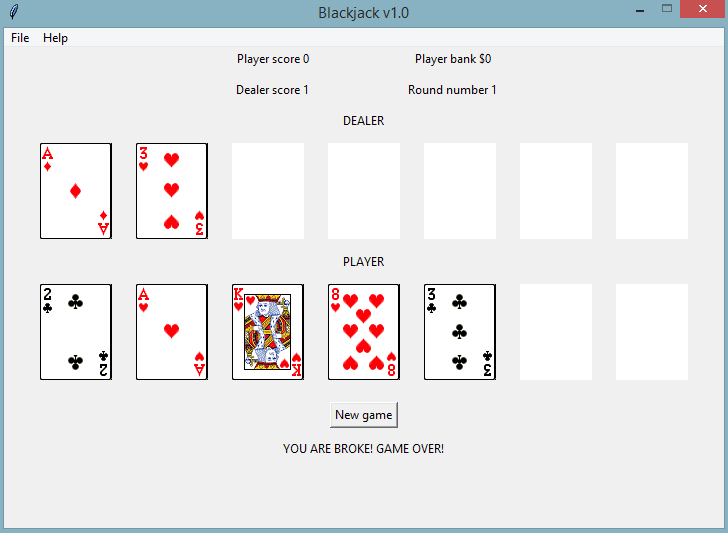 Blackjack v1.0
File Help
Player score 0 Player bank $0
Dealer score 1 Round number 1
DEALER
A 3
A 3
PLAYER
2 A K 8 3
2 A K 8 3
New game
YOU ARE BROKE! GAME OVER!